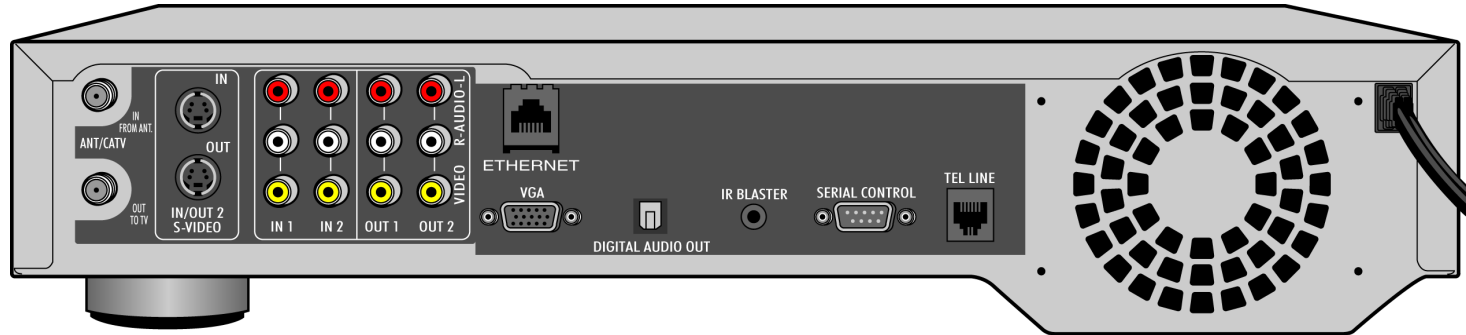 IN
FROM ANT.
ANT/CATV
OUT
TO TV
IN
OUT
IN/OUT 2
S-VIDEO
R-AUDIO-L
VIDEO
IN 1
IN 2
OUT 1
OUT 2
ETHERNET
VGA
DIGITAL AUDIO OUT
IR BLASTER
SERIAL CONTROL
TEL LINE